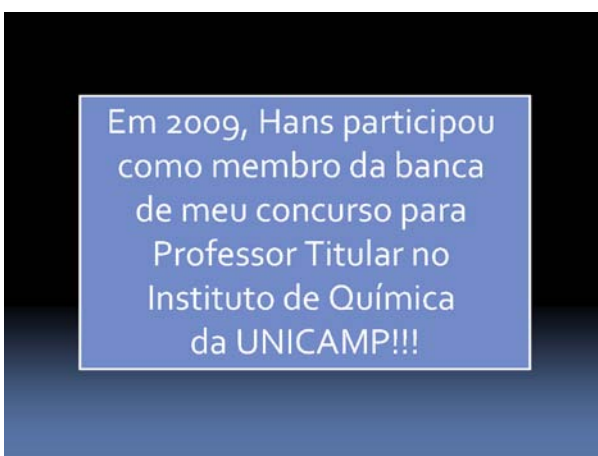 Em 2009, Hans participou
como membro da banca
de meu concurso para
Professor Titular no
Instituto de Química
da UNICAMP!!!